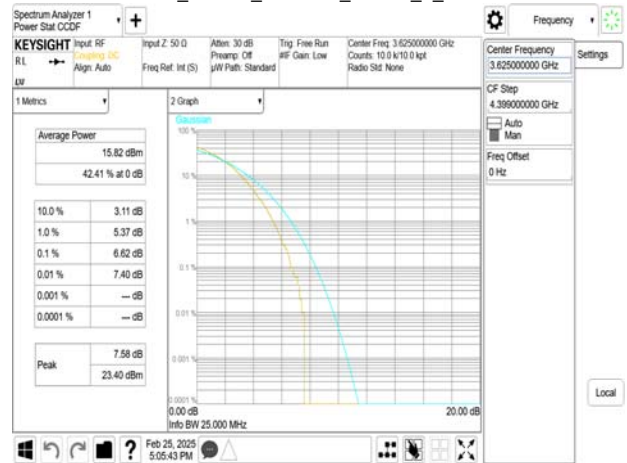 Spectrum Analyzer 1
Power Stat CCDF
Frequency
KEYSIGHT
Input: RF
Input Z: 50 Ω
Atten: 30 dB
Trig: Free Run
Center Freq: 3.625000000 GHz
RL
Coupling: DC
Preamp: Off
#IF Gain: Low
Counts: 10.0 k/10.0 kpt
Align: Auto
Freq Ref: Int (S)
µW Path: Standard
Radio Std: None
Center Frequency
3.625000000 GHz
Settings
CF Step
4.399000000 GHz
Auto
Man
Freq Offset
0 Hz
1 Metrics
2 Graph
Average Power
15.82 dBm
42.41 % at 0 dB
10.0 % 3.11 dB
1.0 % 5.37 dB
0.1 % 6.62 dB
0.01 % 7.40 dB
0.001 % --- dB
0.0001 % --- dB
Peak
7.58 dB
23.40 dBm
Gaussian
100 %
10 %
1 %
0.1 %
0.01 %
0.001 %
0.0001 %
0.00 dB
20.00 dB
Info BW 25.000 MHz
Local
?
Feb 25, 2025
5:05:43 PM